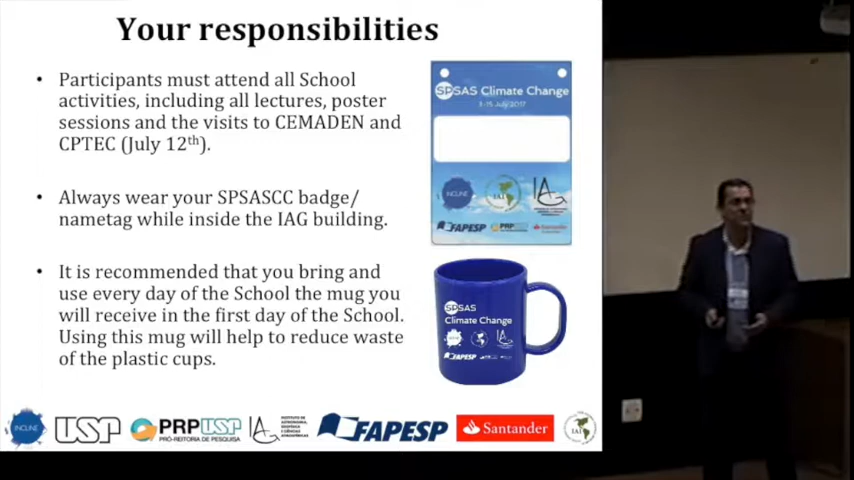 Your responsibilities
• Participants must attend all School
activities, including all lectures, poster
sessions and the visits to CEMADEN and
CPTEC (July 12th).
• Always wear your SPSASCC badge/
nametag while inside the IAG building.
• It is recommended that you bring and
use every day of the School the mug you
will receive in the first day of the School.
Using this mug will help to reduce waste
of the plastic cups.
SPSAS Climate Change
3-15 July 2017
INCLINE
IAI
IAG
FAPESP
PRP
Santander
SPSAS
Climate Change
FAPESP
INCLINE
USP
PRPUSP
PRÓ-REITORIA DE PESQUISA
IAG
INSTITUTO DE
ASTRONOMIA,
GEOFÍSICA
E CIÊNCIAS
ATMOSFÉRICAS
FAPESP
Santander
IAI